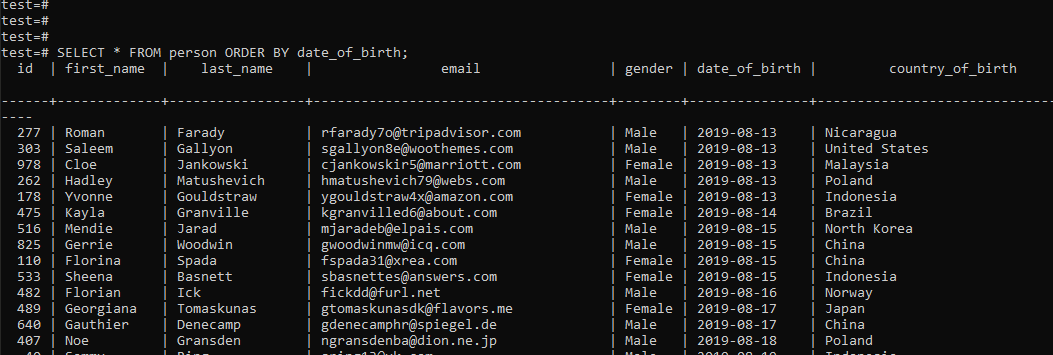 test=#
test=#
test=#
test=# SELECT * FROM person ORDER BY date_of_birth;
id | first_name | last_name | email | gender | date_of_birth | country_of_birth
------+-------------+-----------------+-------------------------------------+--------+---------------+------------------------------
----
277 | Roman | Farady | rfarady7o@tripadvisor.com | Male | 2019-08-13 | Nicaragua
303 | Saleem | Gallyon | sgallyon8e@woothemes.com | Male | 2019-08-13 | United States
978 | Cloe | Jankowski | cjankowskir5@marriott.com | Female | 2019-08-13 | Malaysia
262 | Hadley | Matushevich | hmatushevich79@webs.com | Male | 2019-08-13 | Poland
178 | Yvonne | Gouldstraw | ygouldstraw4x@amazon.com | Female | 2019-08-13 | Indonesia
475 | Kayla | Granville | kgranvilled6@about.com | Female | 2019-08-14 | Brazil
516 | Mendie | Jarad | mjaradeb@elpais.com | Male | 2019-08-15 | North Korea
825 | Gerrie | Woodwin | gwoodwinmw@icq.com | Male | 2019-08-15 | China
110 | Florina | Spada | fspada31@xrea.com | Female | 2019-08-15 | China
533 | Sheena | Basnett | sbasnettes@answers.com | Female | 2019-08-15 | Indonesia
482 | Florian | Ick | fickdd@furl.net | Male | 2019-08-16 | Norway
489 | Georgiana | Tomaskunas | gtomaskunasdk@flavors.me | Female | 2019-08-17 | Japan
640 | Gauthier | Denecamp | gdenecamphr@spiegel.de | Male | 2019-08-17 | China
407 | Noe | Gransden | ngransdenba@dion.ne.jp | Male | 2019-08-18 | Poland